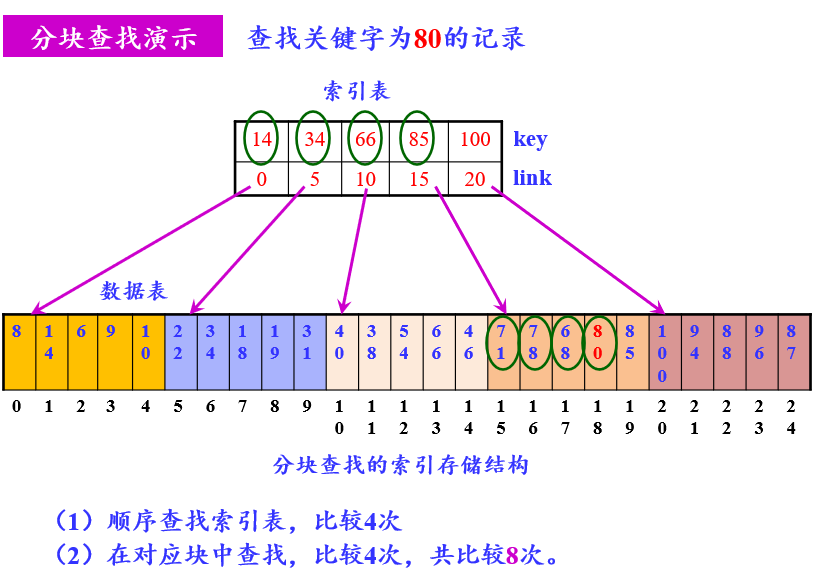 分块查找演示 查找关键字为80的记录
索引表
14 34 66 85 100 key
0 5 10 15 20 link
数据表
8 14 6 9 10 22 34 18 19 31 40 38 54 66 46 71 78 68 80 85 100 94 88 96 87
0 1 2 3 4 5 6 7 8 9 10 11 12 13 14 15 16 17 18 19 20 21 22 23 24
分块查找的索引存储结构
（1）顺序查找索引表，比较4次
（2）在对应块中查找，比较4次，共比较8次。